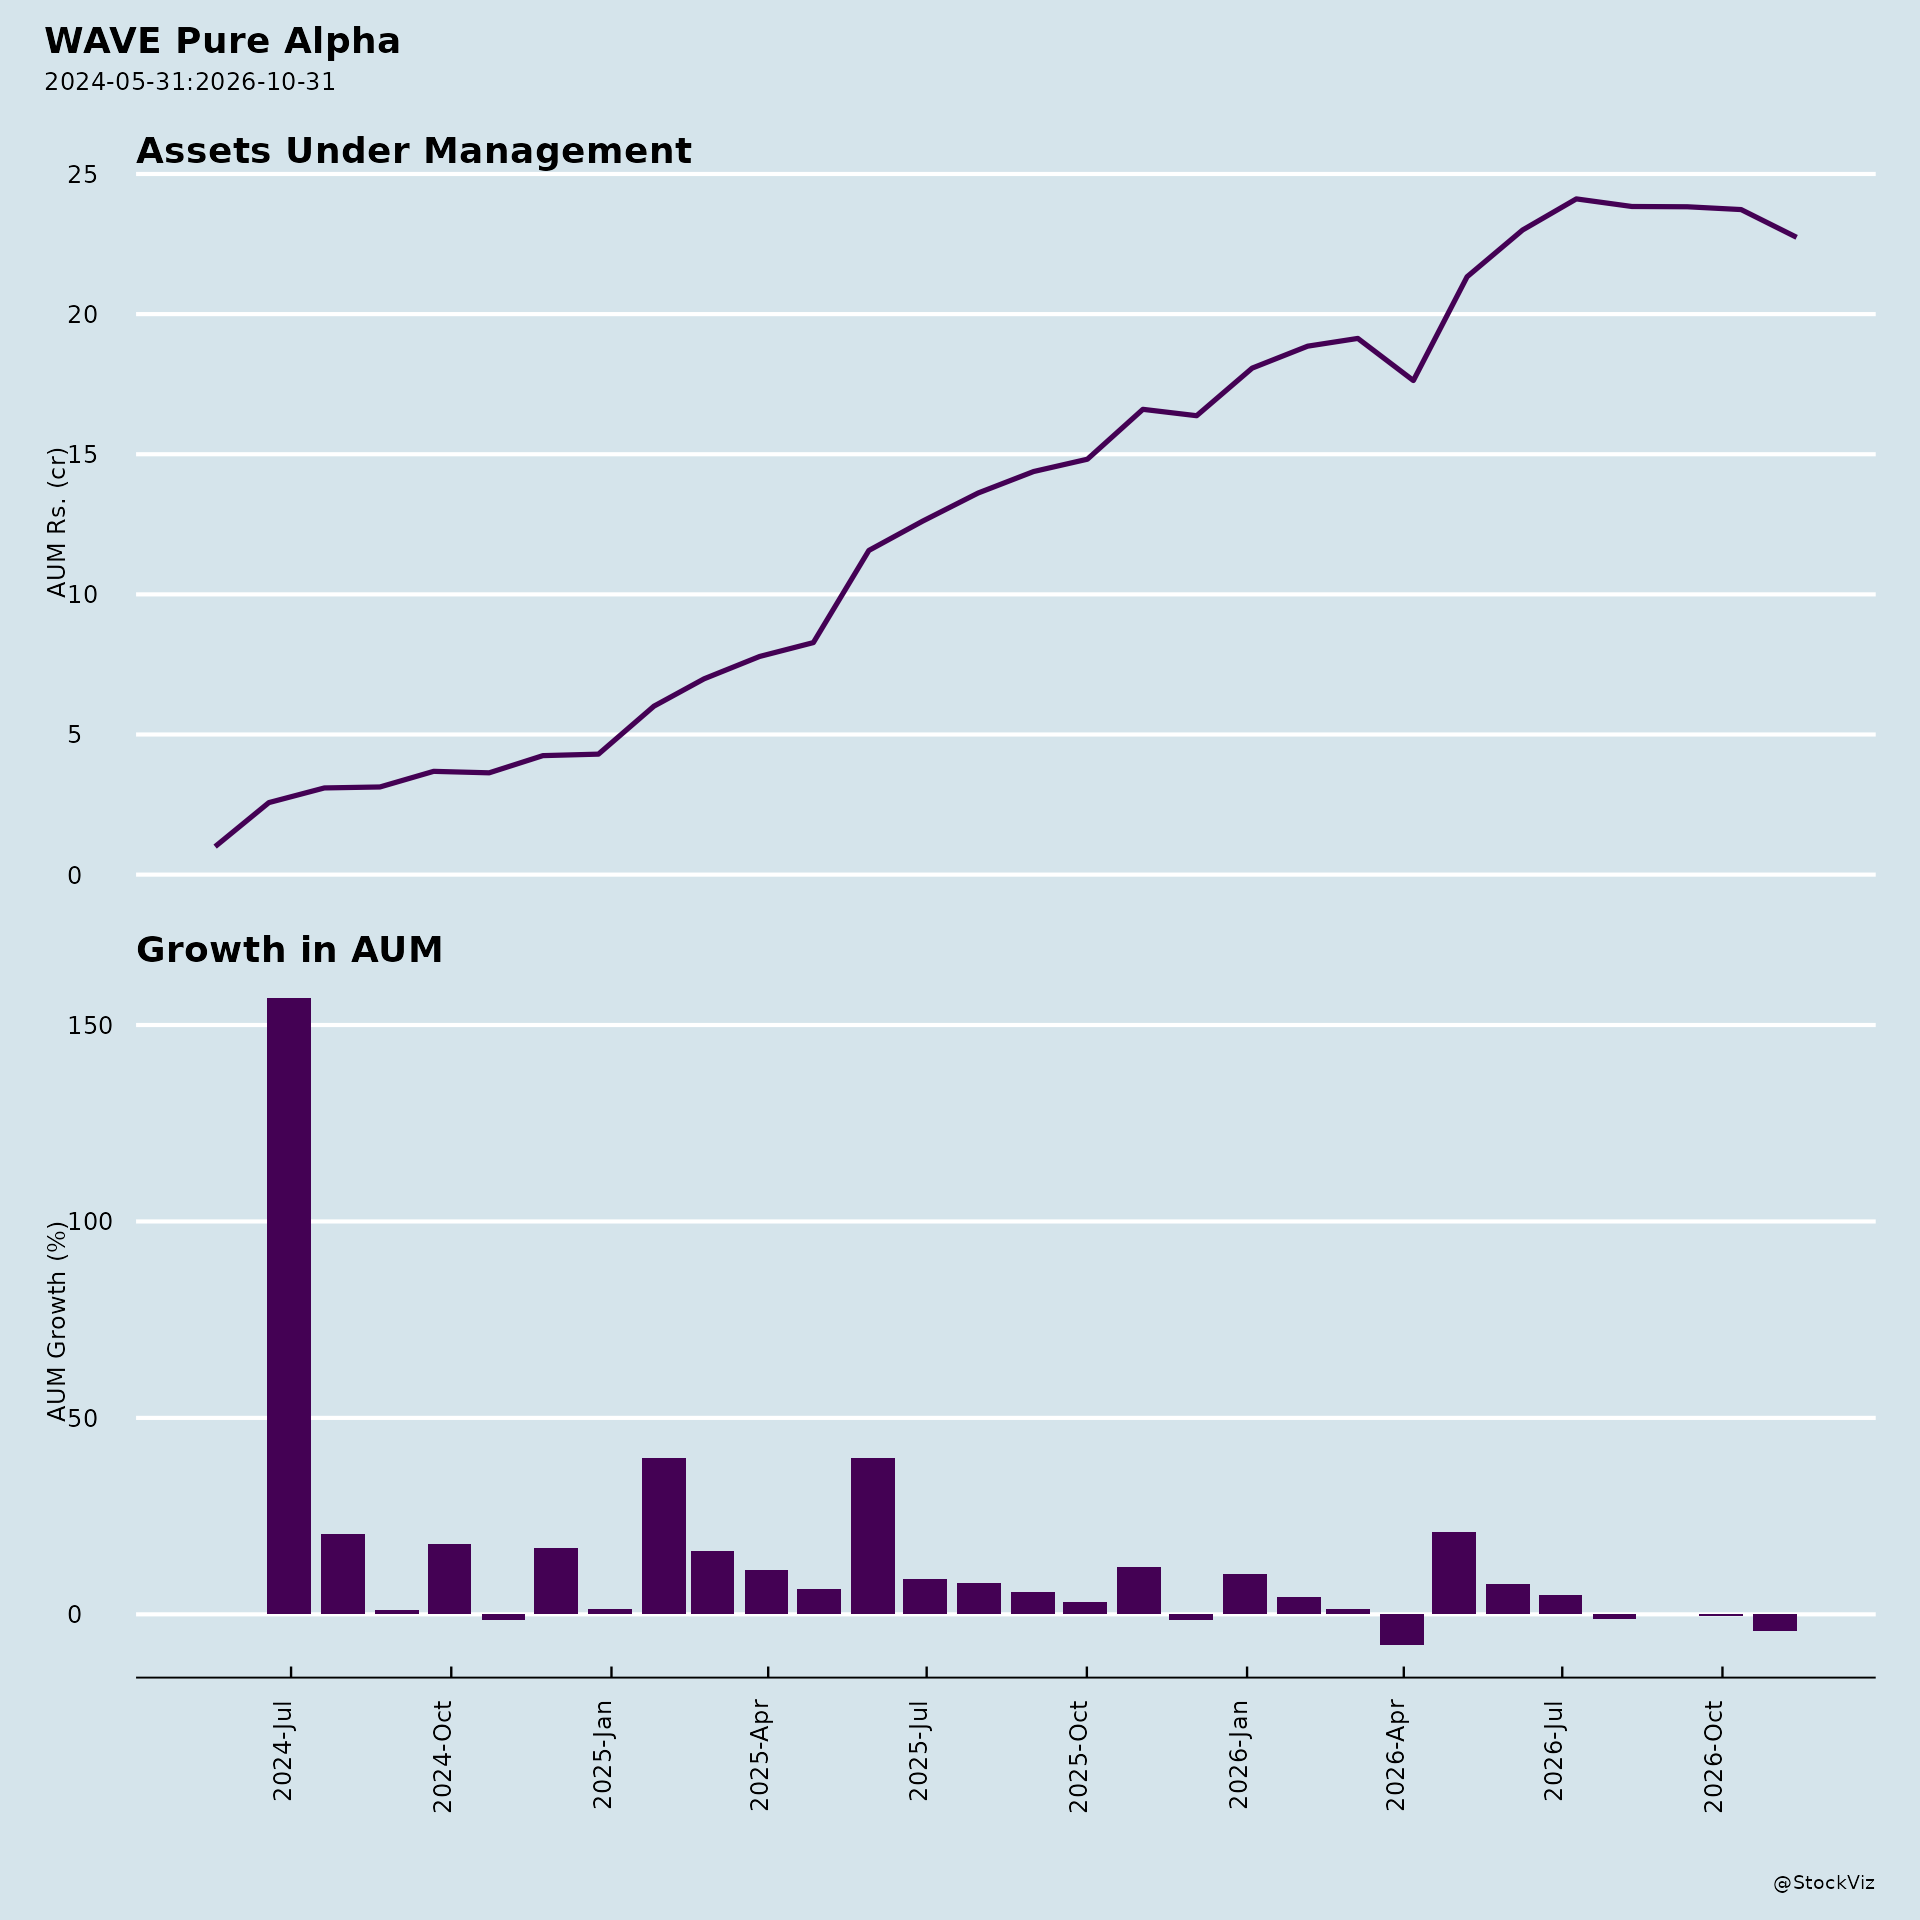 WAVE Pure Alpha
2024-05-31:2026-10-31
Assets Under Management
25
20
15
10
5
0
AUM Rs. (cr)
Growth in AUM
150
100
50
0
AUM Growth (%)
2024-Jul
2024-Oct
2025-Jan
2025-Apr
2025-Jul
2025-Oct
2026-Jan
2026-Apr
2026-Jul
2026-Oct
@StockViz